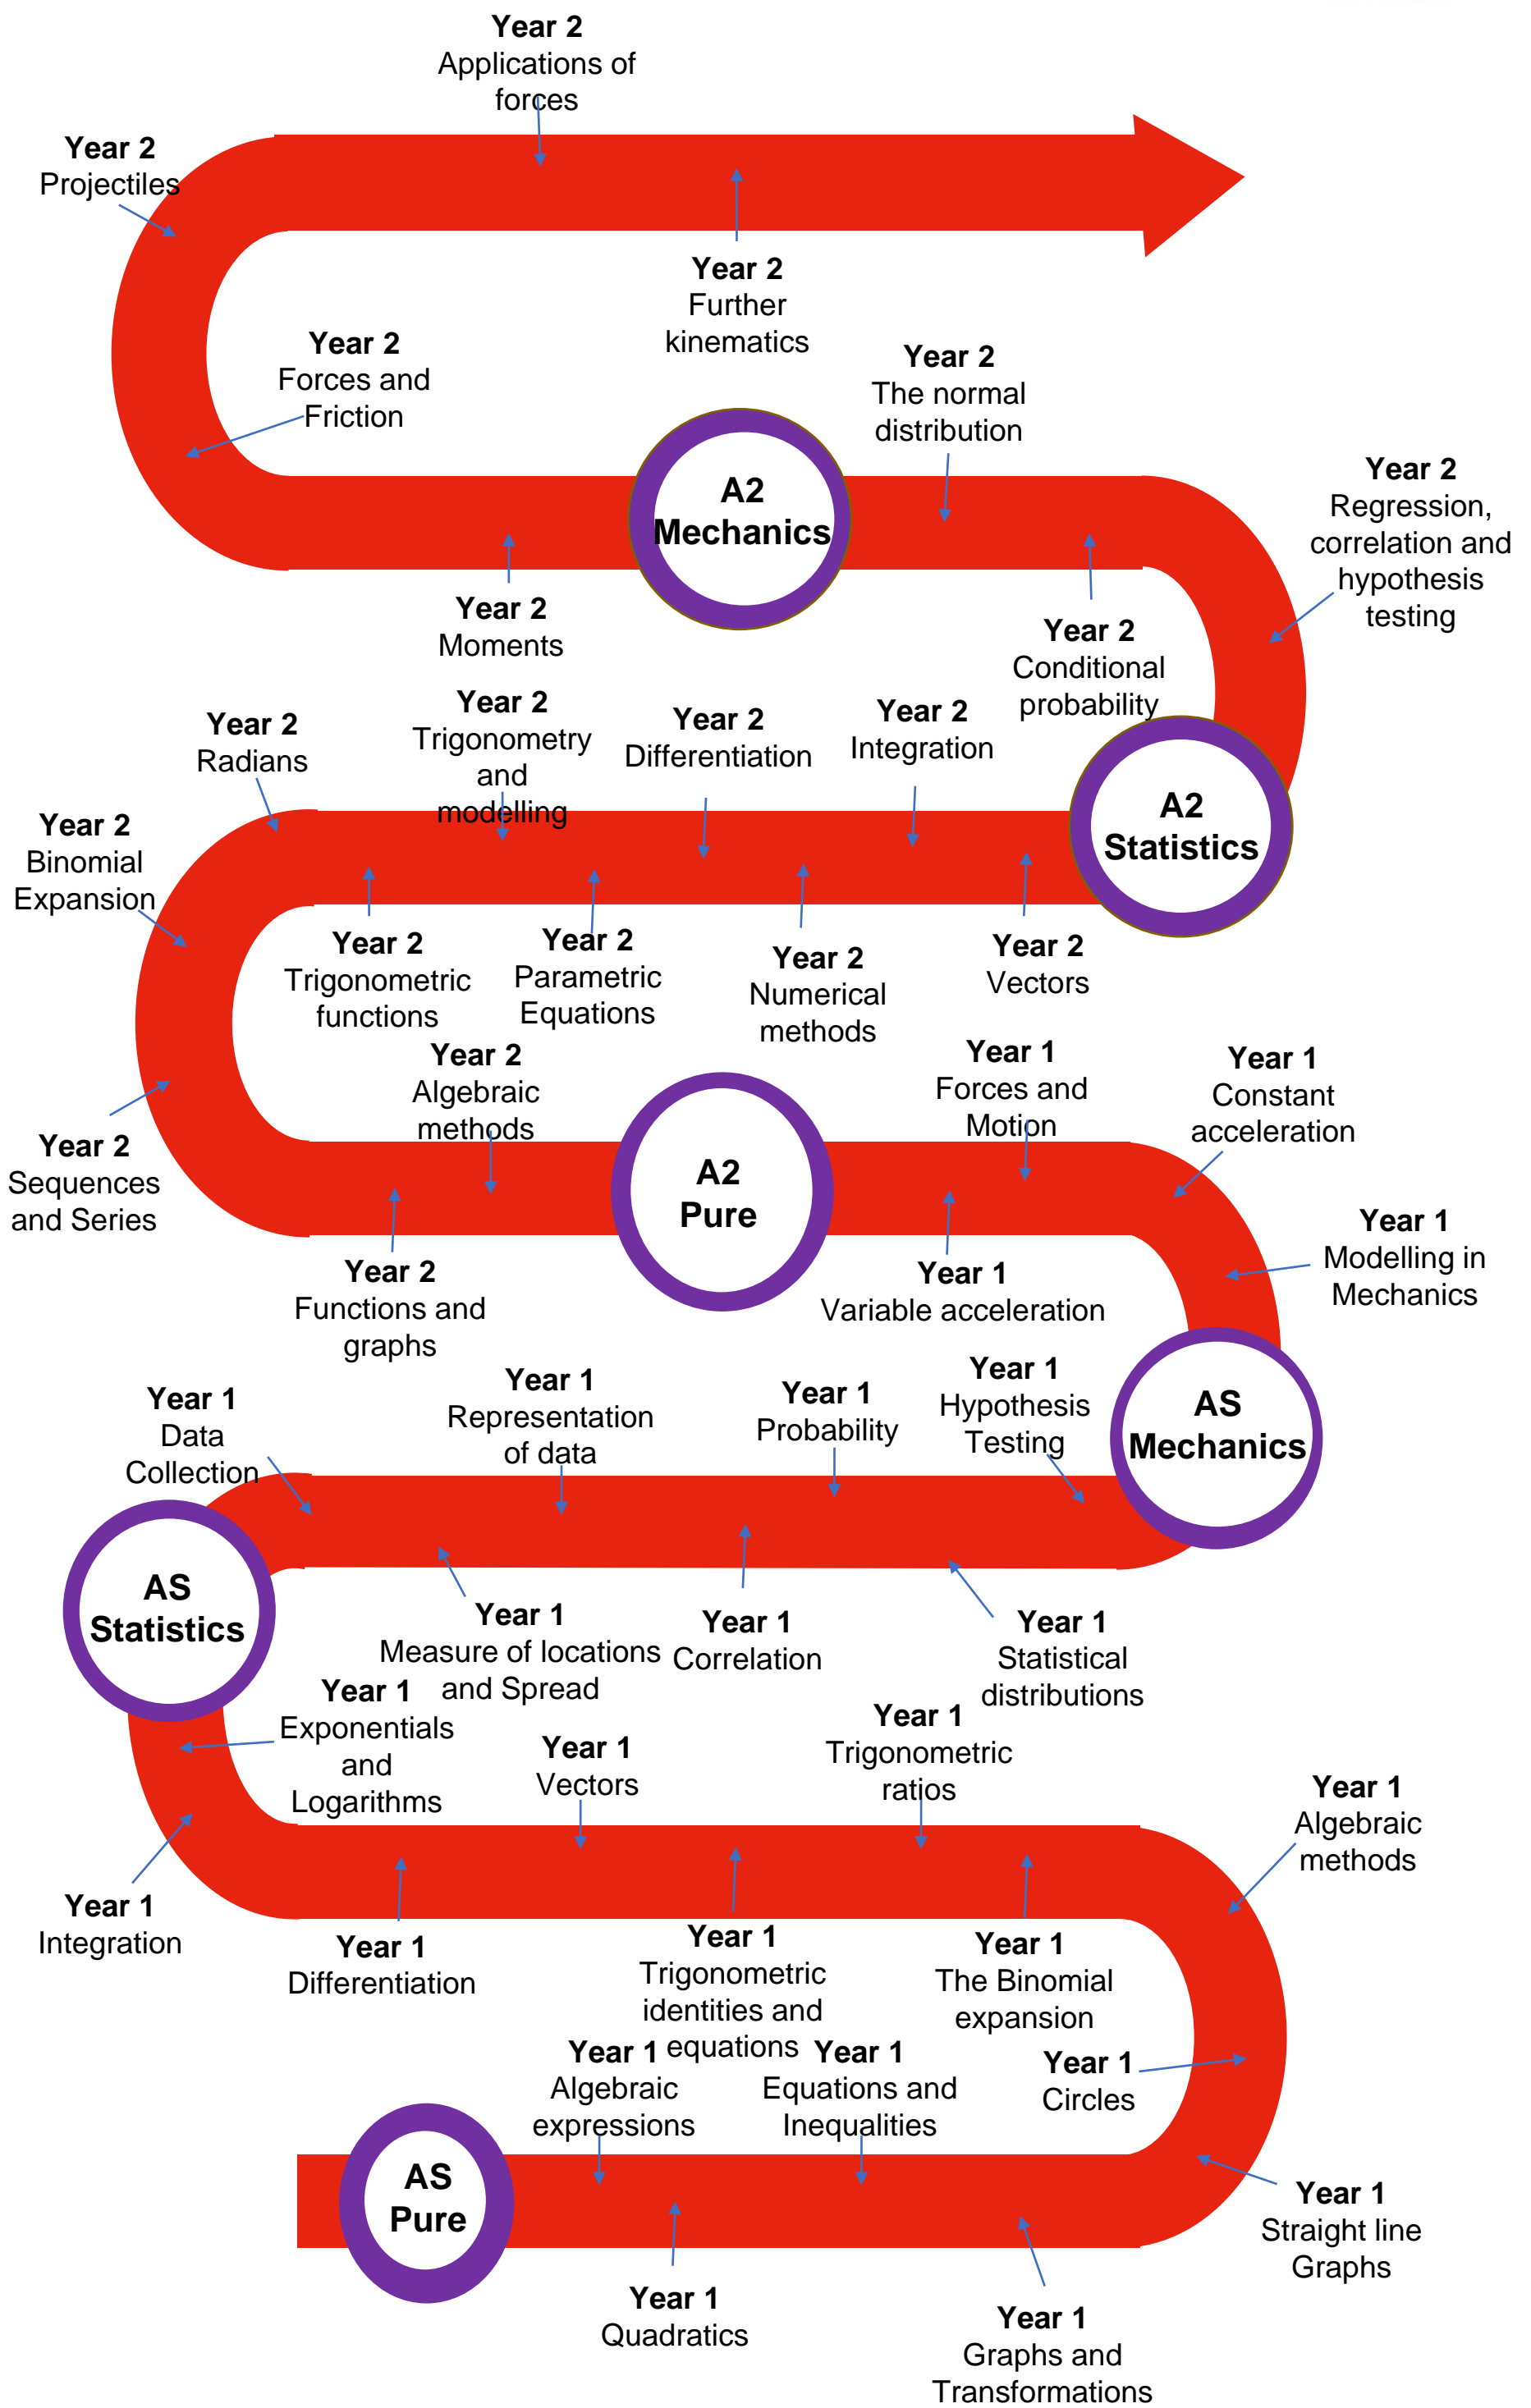 Year 2
Applications of
forces
Year 2
Projectiles
Year 2
Further
kinematics
Year 2
Forces and
Friction
Year 2
The normal
distribution
A2
Mechanics
Year 2
Regression,
correlation and
hypothesis
testing
Year 2
Moments
Year 2
Conditional
probability
Year 2
Radians
Year 2
Trigonometry
and
modelling
Year 2
Differentiation
Year 2
Integration
A2
Statistics
Year 2
Binomial
Expansion
Year 2
Trigonometric
functions
Year 2
Parametric
Equations
Year 2
Numerical
methods
Year 2
Vectors
Year 2
Algebraic
methods
Year 1
Forces and
Motion
Year 1
Constant
acceleration
Year 2
Sequences
and Series
A2
Pure
Year 1
Modelling in
Mechanics
Year 2
Functions and
graphs
Year 1
Variable acceleration
Year 1
Data
Collection
Year 1
Representation
of data
Year 1
Probability
Year 1
Hypothesis
Testing
AS
Mechanics
AS
Statistics
Year 1
Measure of locations
and Spread
Year 1
Correlation
Year 1
Statistical
distributions
Year 1
Exponentials
and
Logarithms
Year 1
Vectors
Year 1
Trigonometric
ratios
Year 1
Algebraic
methods
Year 1
Integration
Year 1
Differentiation
Year 1
Trigonometric
identities and
equations
Year 1
The Binomial
expansion
Year 1
Algebraic
expressions
Year 1
Equations and
Inequalities
Year 1
Circles
AS
Pure
Year 1
Straight line
Graphs
Year 1
Quadratics
Year 1
Graphs and
Transformations